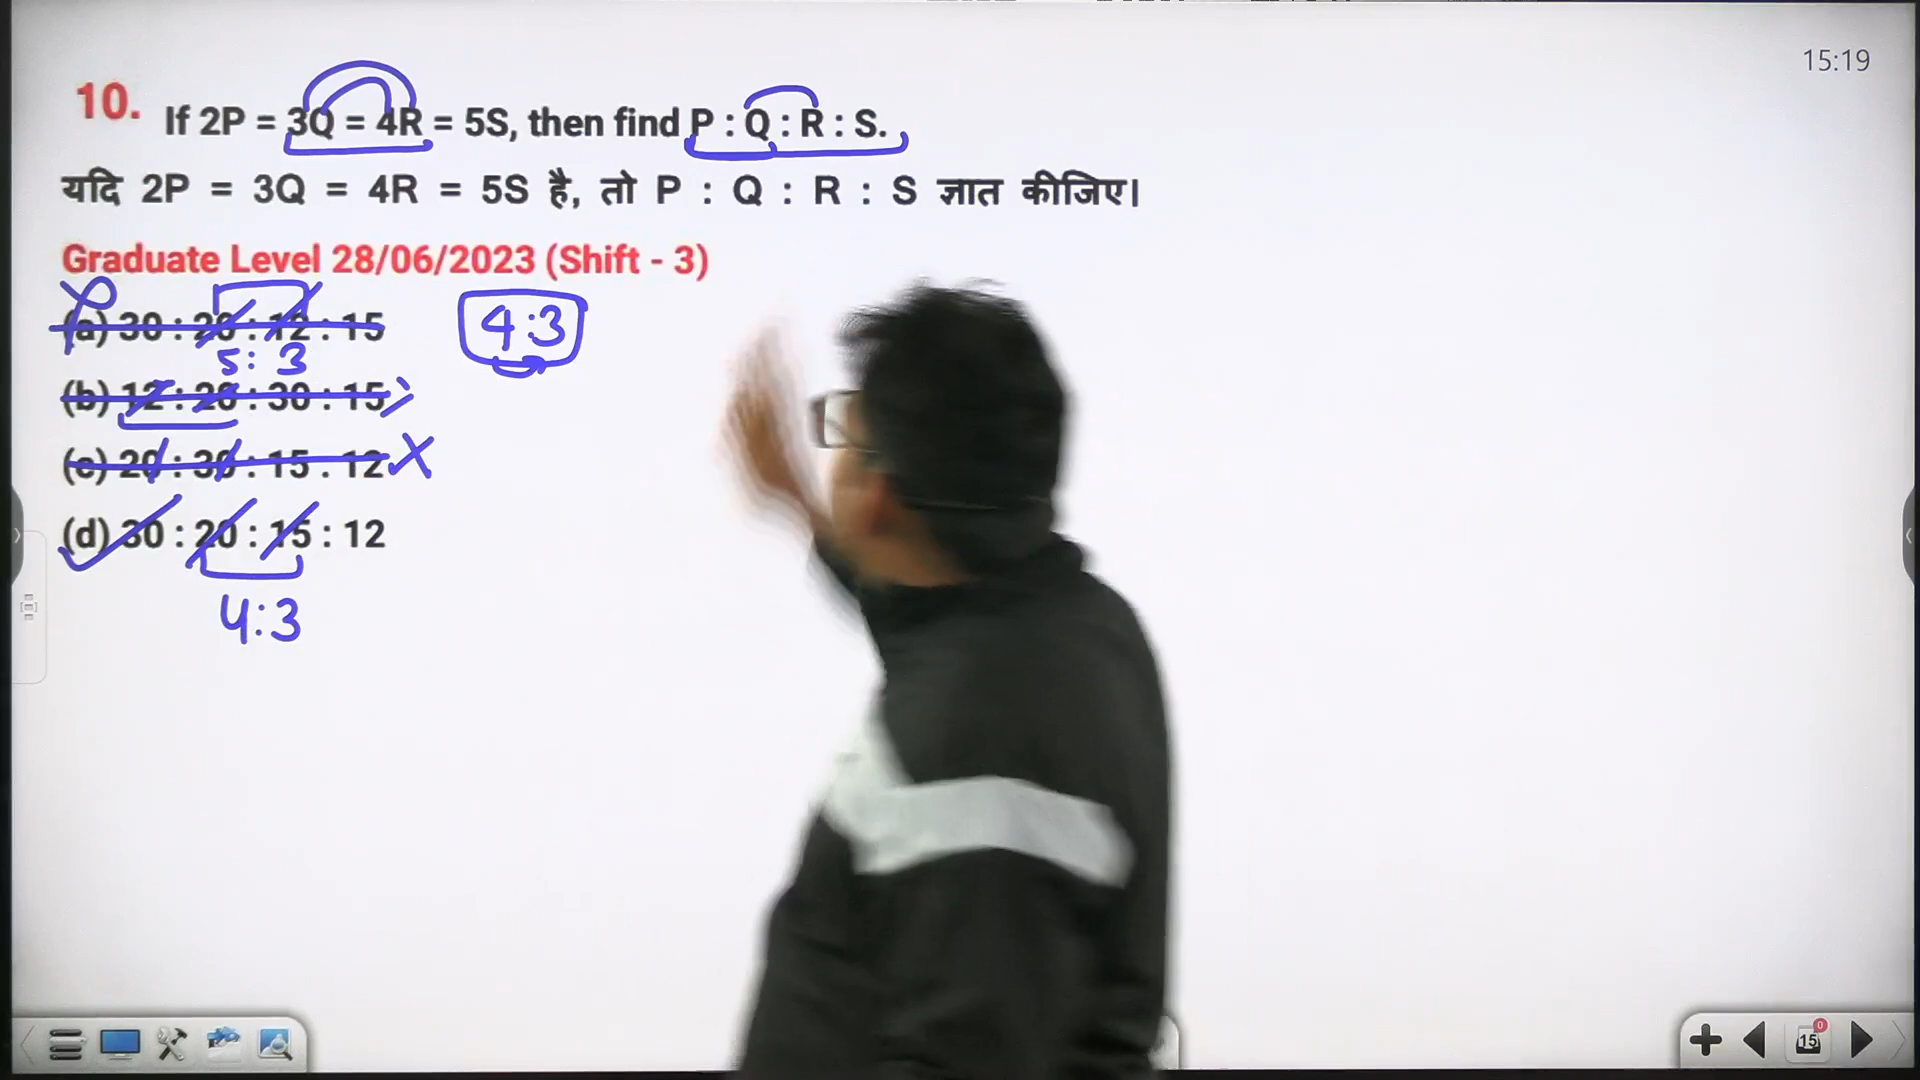 15:19
10. If 2P = 3Q = 4R = 5S, then find P : Q : R : S.
यदि 2P = 3Q = 4R = 5S है, तो P : Q : R : S ज्ञात कीजिए।
Graduate Level 28/06/2023 (Shift - 3)
(a) 30 : 20 : 12 : 15
4:3
5: 3
(b) 12 : 20 : 30 : 15
(c) 20 : 30 : 15 : 12
(d) 30 : 20 : 15 : 12
4:3
15
0